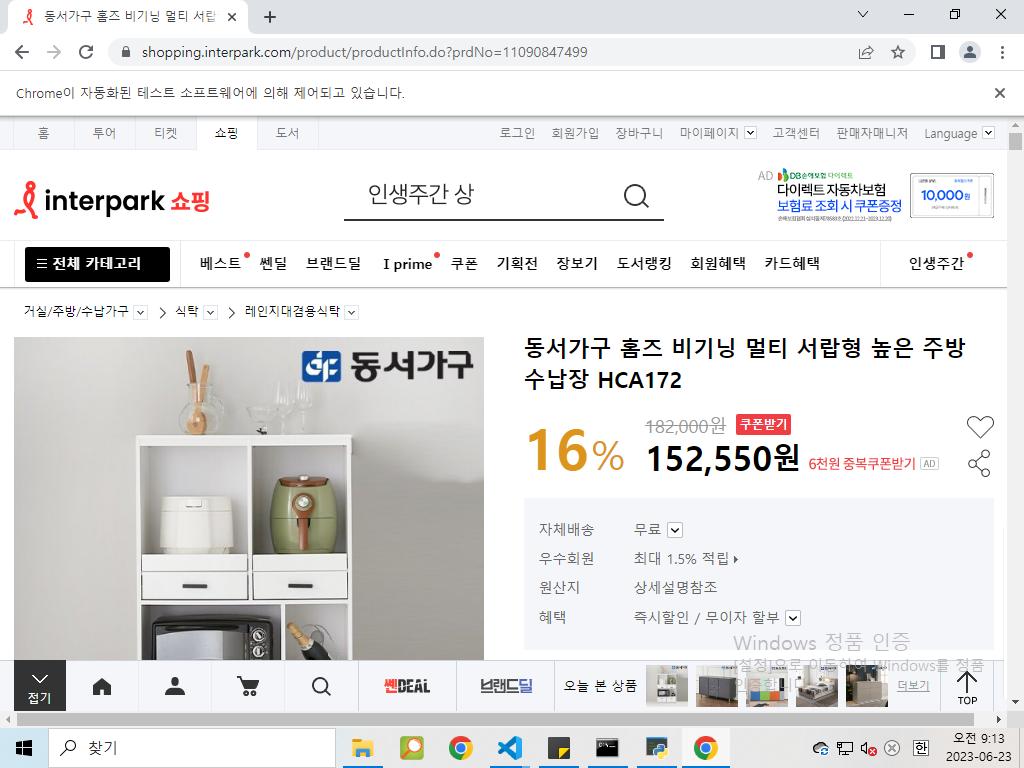 동서가구 홈즈 비기닝 멀티 서랍
shopping.interpark.com/product/productInfo.do?prdNo=11090847499
Chrome이 자동화된 테스트 소프트웨어에 의해 제어되고 있습니다.
홈 투어 티켓 쇼핑 도서 로그인 회원가입 장바구니 마이페이지 고객센터 판매자매니저 Language
interpark 쇼핑
인생주간 상
AD DB손해보험 다이렉트
다이렉트 자동차보험
보험료 조회 시 쿠폰증정
10,000원
전체 카테고리 베스트 쎈딜 브랜드딜 I prime 쿠폰 기획전 장보기 도서랭킹 회원혜택 카드혜택 인생주간
거실/주방/수납가구 식탁 레인지대겸용식탁
동서가구
동서가구 홈즈 비기닝 멀티 서랍형 높은 주방
수납장 HCA172
182,000원 쿠폰받기
16% 152,550원 6천원 중복쿠폰받기 AD
자체배송 무료
우수회원 최대 1.5% 적립
원산지 상세설명참조
혜택 즉시할인 / 무이자 할부
Windows 정품 인증
[설정]으로 이동하여 Windows를 정품
인증합니다.
접기 쎈DEAL 브랜드딜 오늘 본 상품 더보기 TOP
찾기
한
오전 9:13
2023-06-23